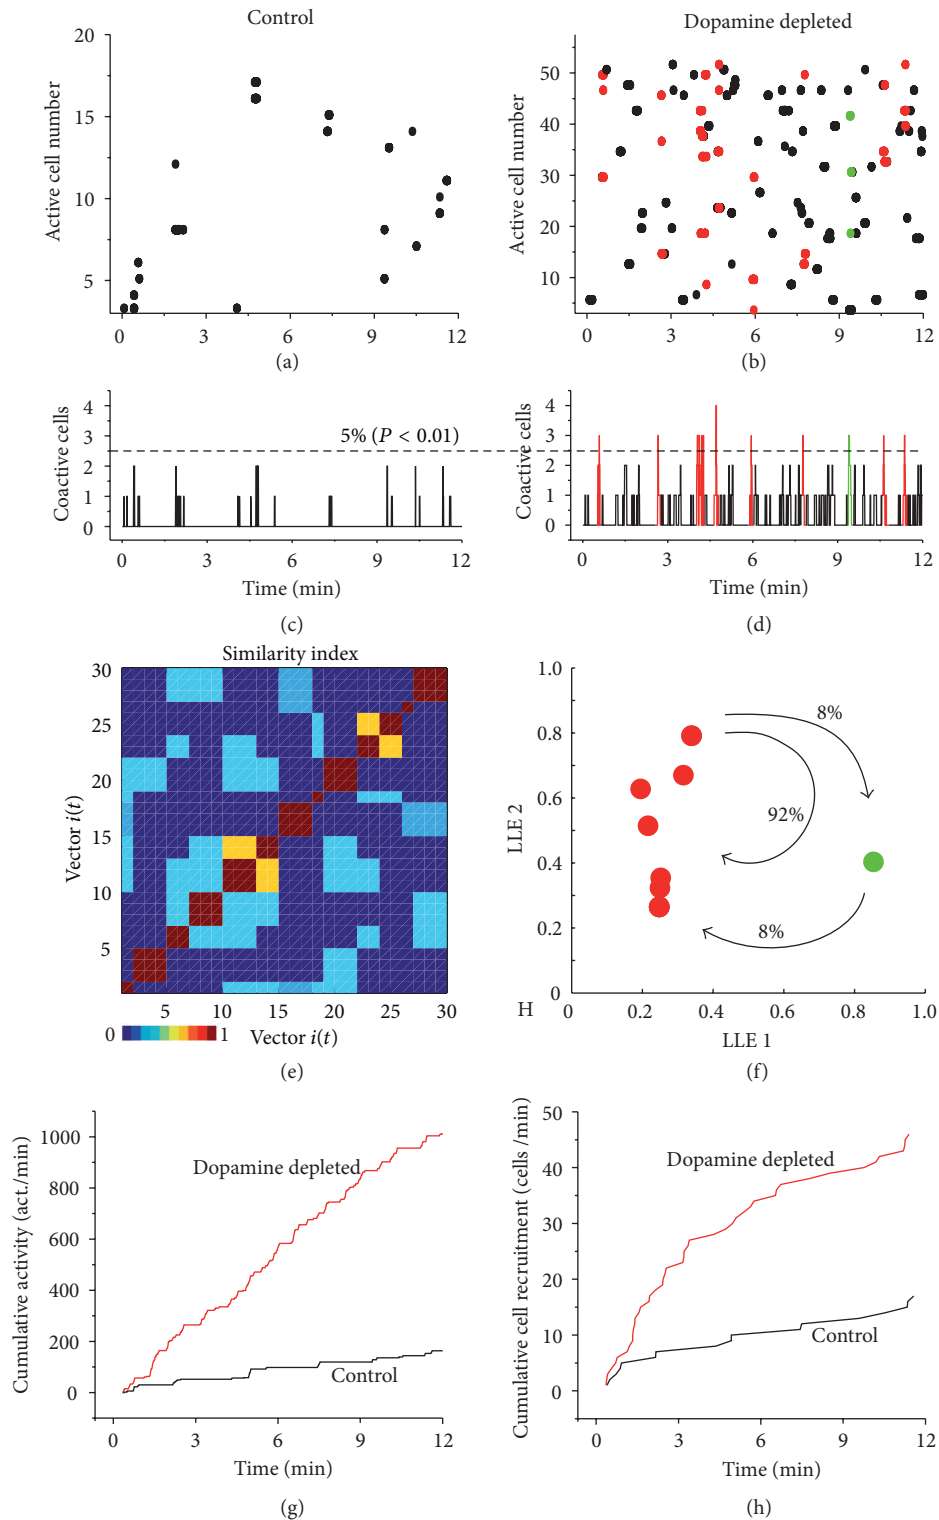 Control
Active cell number
20
15
10
5
0
3
6
9
12
(a)
Dopamine depleted
Active cell number
50
40
30
20
10
0
3
6
9
12
(b)
Coactive cells
4
3
2
1
0
5% (P < 0.01)
0
3
6
9
12
Time (min)
(c)
Coactive cells
4
3
2
1
0
0
3
6
9
12
Time (min)
(d)
Similarity index
Vector i(t)
30
25
20
15
10
5
5
10
15
20
25
30
0
1
Vector i(t)
(e)
LLE 2
1.0
0.8
0.6
0.4
0.2
0
8%
92%
8%
H
0
0.2
0.4
0.6
0.8
1.0
LLE 1
(f)
Cumulative activity (act./min)
1000
800
600
400
200
0
Dopamine depleted
Control
0
3
6
9
12
Time (min)
(g)
Cumulative cell recruitment (cells /min)
50
40
30
20
10
0
Dopamine depleted
Control
0
3
6
9
12
Time (min)
(h)